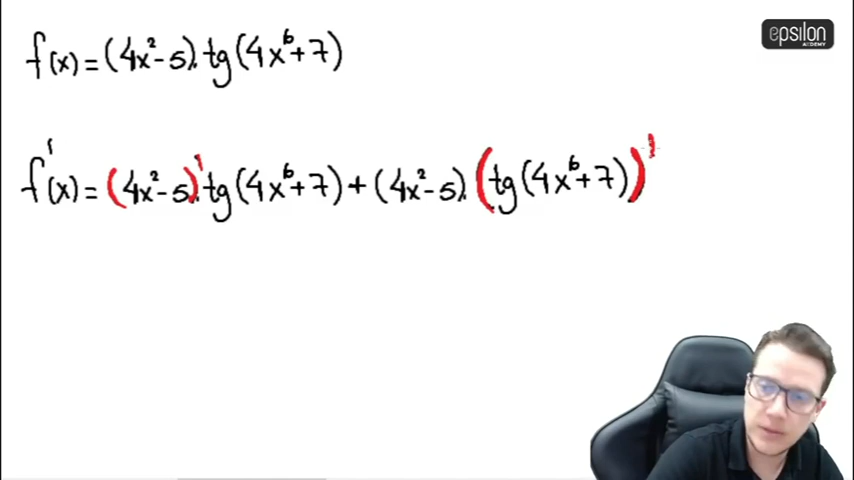 f(x) = (4x² - 5). tg(4x⁶ + 7)
epsilon
ACADEMY
f'(x) = (4x² - 5)'. tg(4x⁶ + 7) + (4x² - 5). (tg(4x⁶ + 7))'